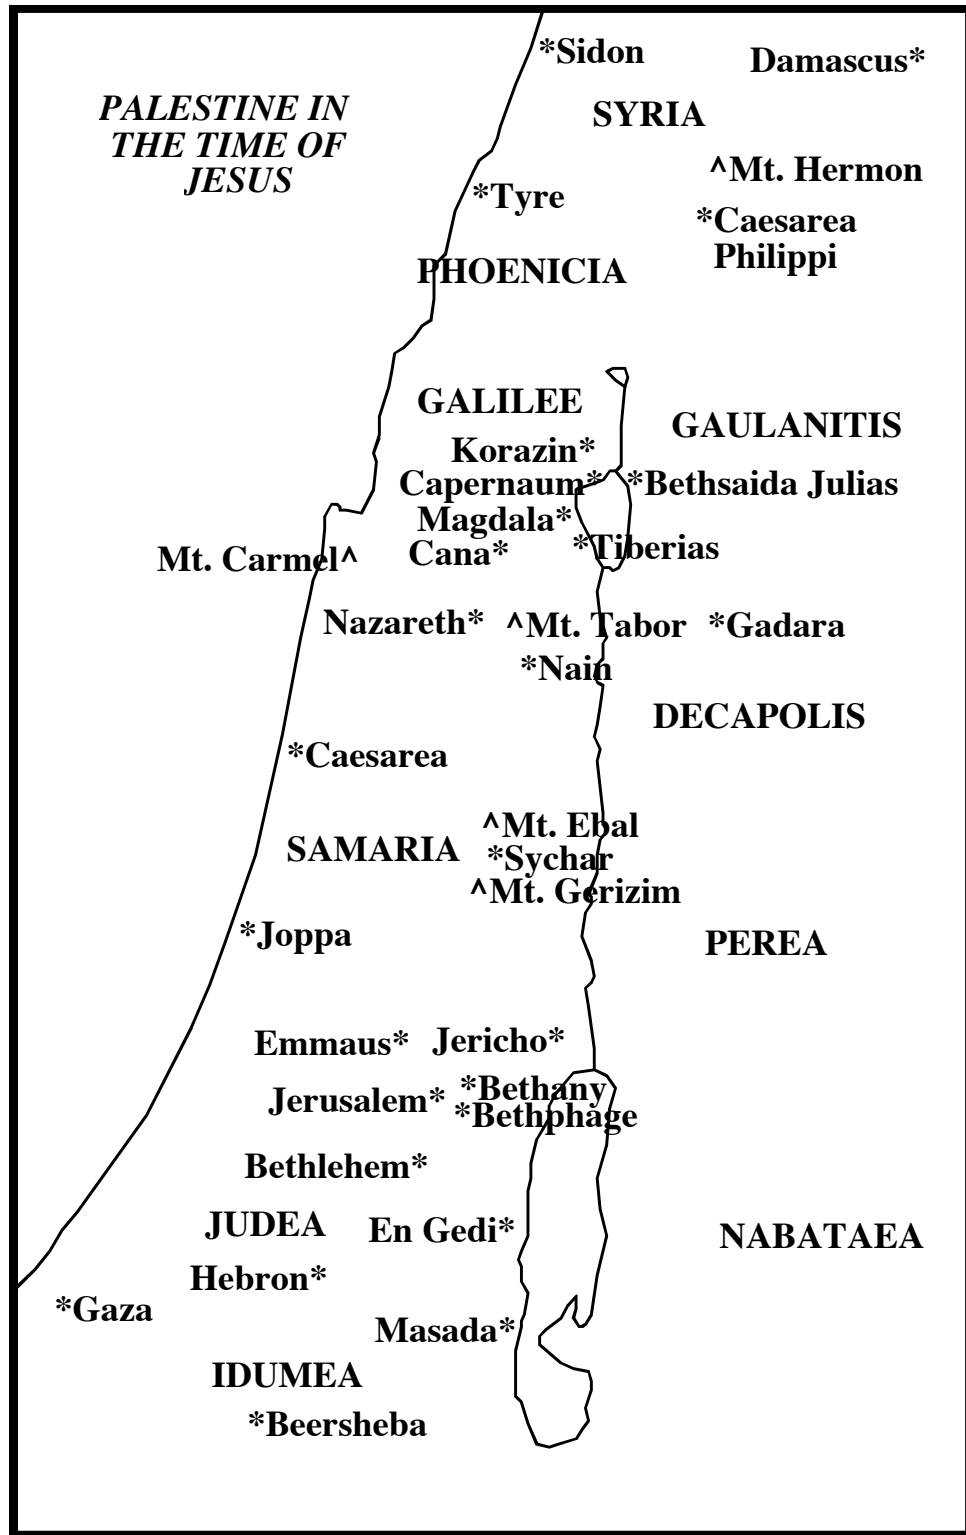 *Sidon
Damascus*
PALESTINE IN
THE TIME OF
JESUS
SYRIA
^Mt. Hermon
*Tyre
*Caesarea
Philippi
PHOENICIA
GALILEE
GAULANITIS
Korazin*
Capernaum*
*Bethsaida Julias
Magdala*
*Tiberias
Cana*
Mt. Carmel^
Nazareth*
^Mt. Tabor
*Gadara
*Nain
DECAPOLIS
*Caesarea
^Mt. Ebal
SAMARIA
*Sychar
^Mt. Gerizim
*Joppa
PEREA
Emmaus*
Jericho*
*Bethany
Jerusalem*
*Bethphage
Bethlehem*
JUDEA
En Gedi*
NABATAEA
Hebron*
*Gaza
Masada*
IDUMEA
*Beersheba